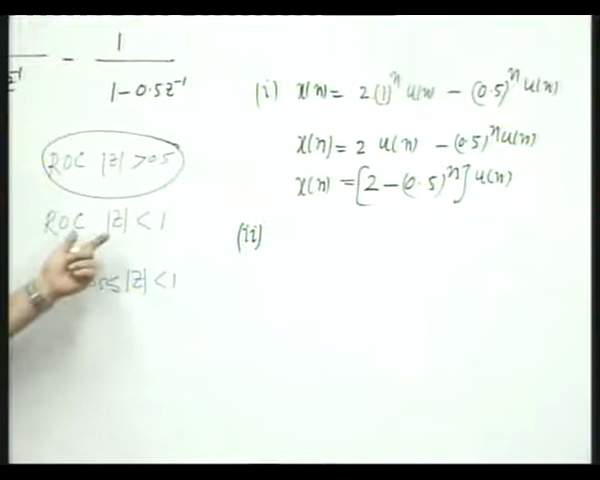 - 1
z⁻¹ 1-0.5z⁻¹
ROC |z| > 0.5
ROC |z| < 1
|z| < 1
(i) x(n) = 2(1)ⁿ u(n) - (0.5)ⁿ u(n)
x(n) = 2 u(n) - (0.5)ⁿ u(n)
x(n) = [2 - (0.5)ⁿ] u(n)
(ii)